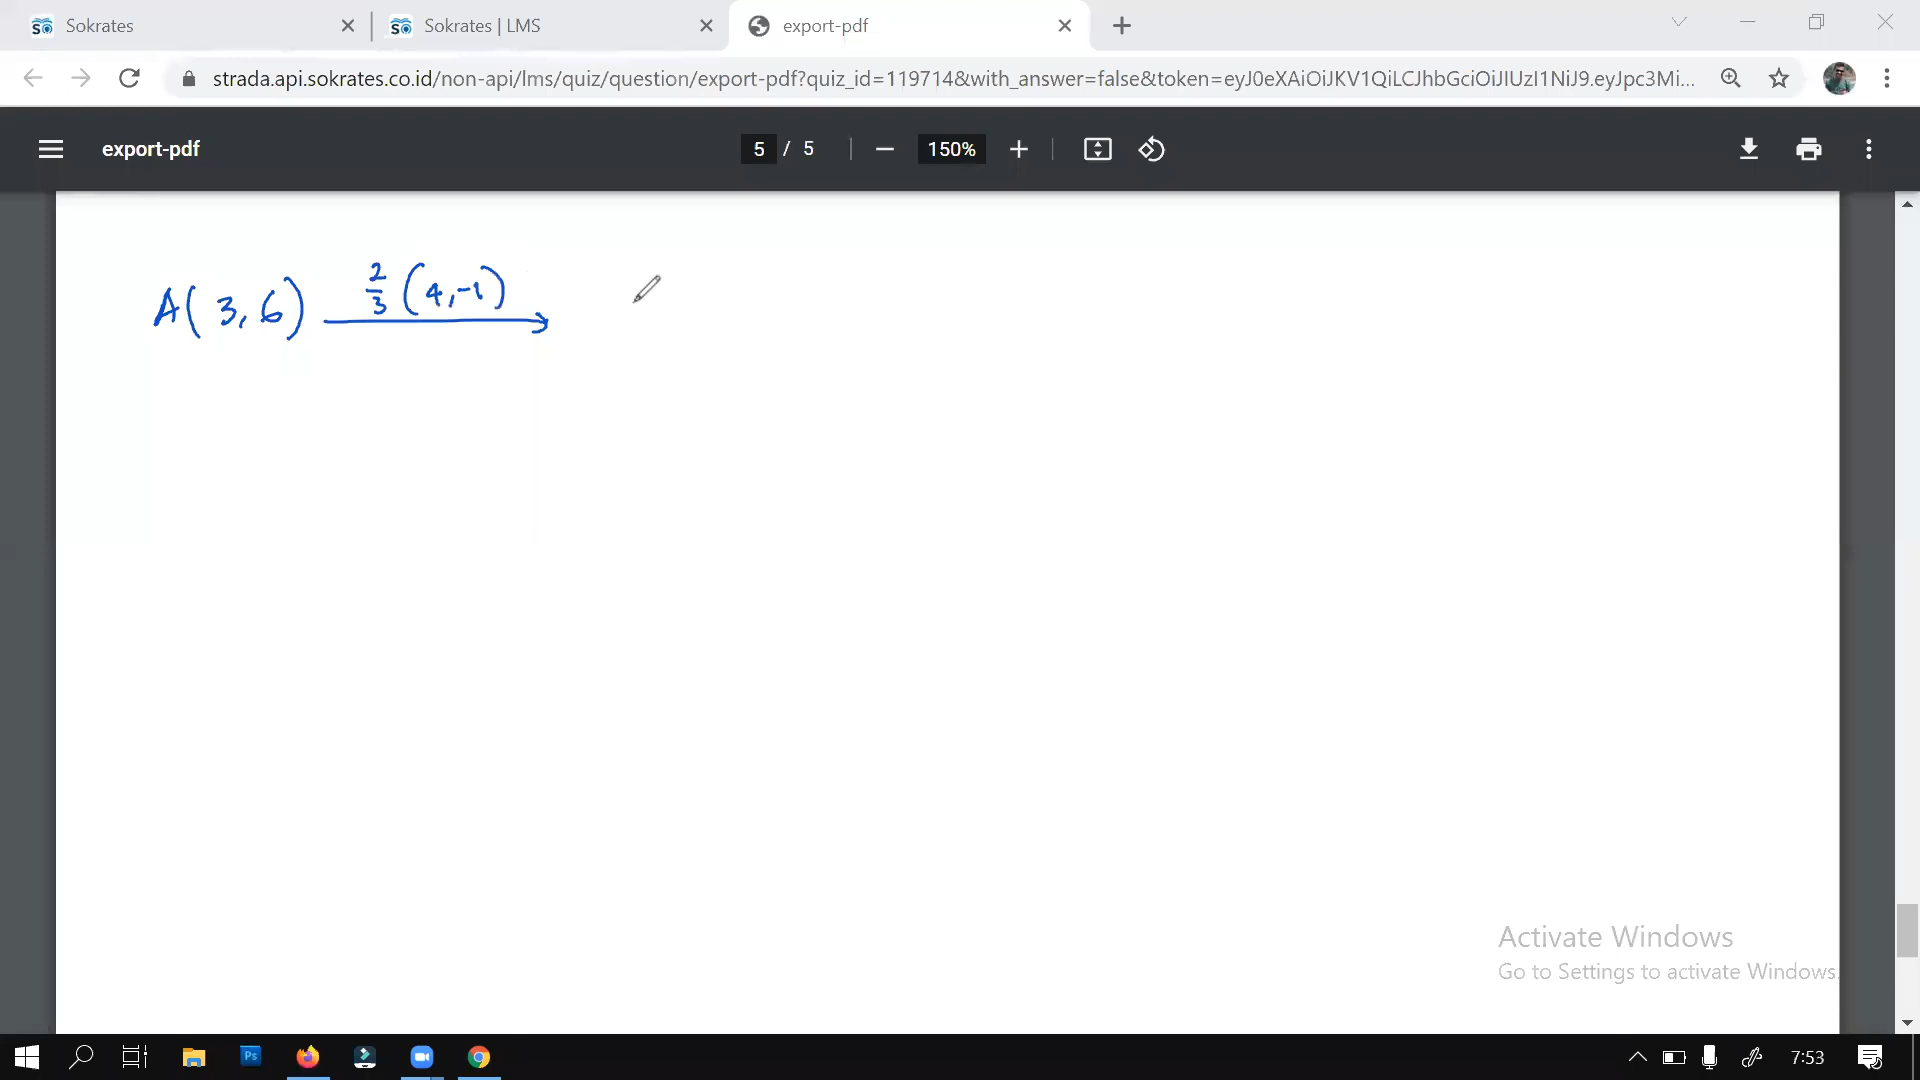 Sokrates
Sokrates | LMS
export-pdf
strada.api.sokrates.co.id/non-api/lms/quiz/question/export-pdf?quiz_id=119714&with_answer=false&token=eyJ0eXAiOiJKV1QiLCJhbGciOiJIUzI1NiJ9.eyJpc3Mi...
export-pdf
5 / 5
150%
A(3,6) 2/3 (4,-1)
Activate Windows
Go to Settings to activate Windows.
Ps
7:53